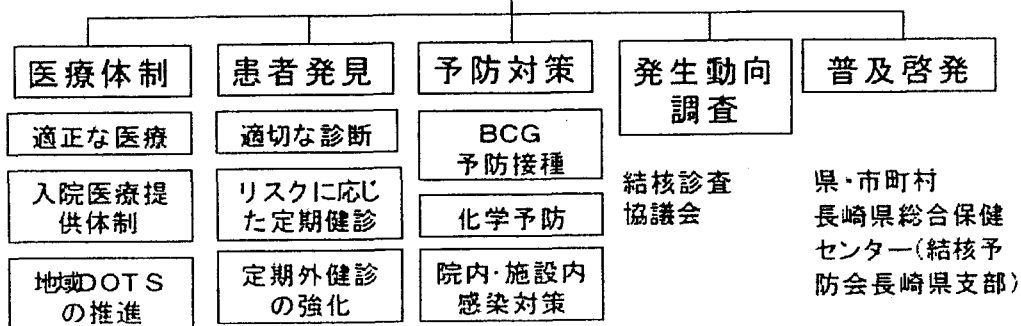 医療体制
適正な医療
入院医療提
供体制
地域DOTS
の推進
患者発見
適切な診断
リスクに応じ
た定期健診
定期外健診
の強化
予防対策
BCG
予防接種
化学予防
院内・施設内
感染対策
発生動向
調査
結核診査
協議会
普及啓発
県・市町村
長崎県総合保健
センター(結核予
防会長崎県支部)